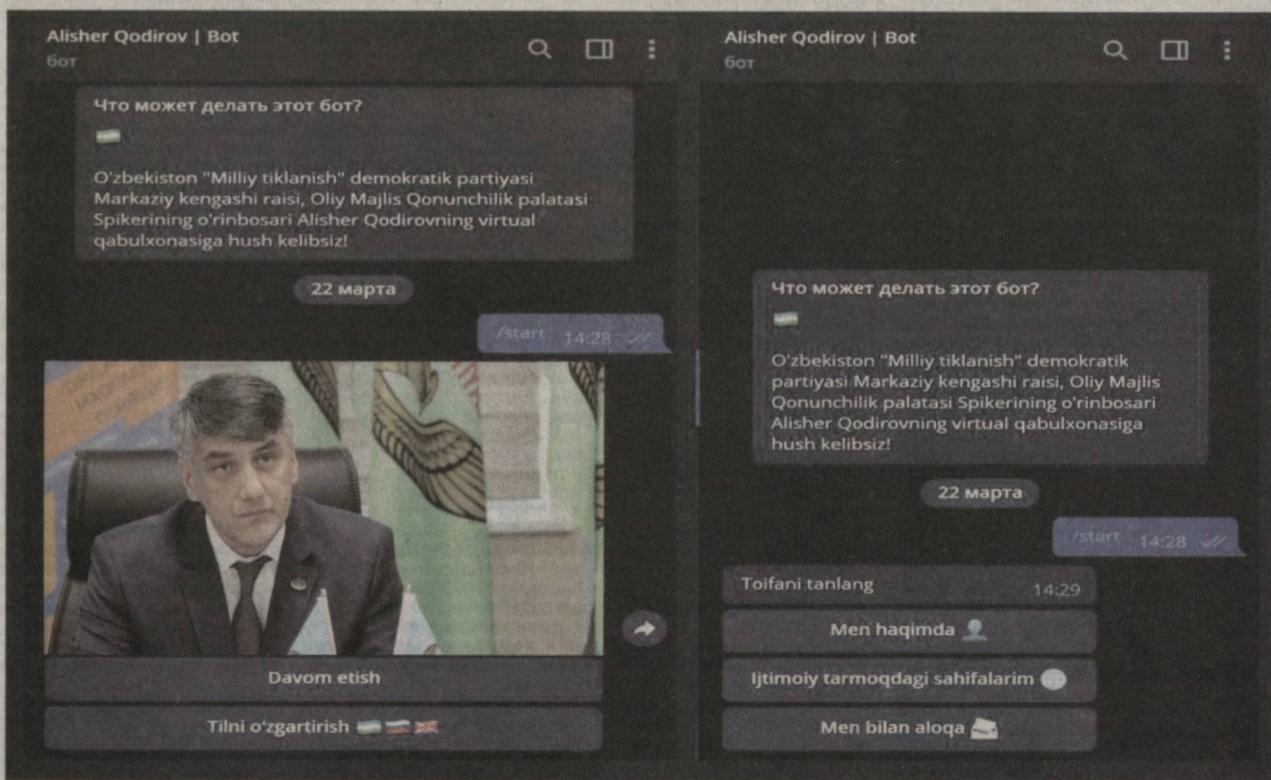 Alisher Qodirov | Bot
бот
Что может делать этот бот?
O'zbekiston "Milliy tiklanish" demokratik partiyasi
Markaziy kengashi raisi, Oliy Majlis Qonunchilik palatasi
Spikerining o'rinbosari Alisher Qodirovning virtual
qabulxonasiga hush kelibsiz!
22 марта
/start 14:28
Davom etish
Tilni o'zgartirish
Alisher Qodirov | Bot
бот
Что может делать этот бот?
O'zbekiston "Milliy tiklanish" demokratik
partiyasi Markaziy kengashi raisi, Oliy Majlis
Qonunchilik palatasi Spikerining o'rinbosari
Alisher Qodirovning virtual qabulxonasiga
hush kelibsiz!
22 марта
/start 14:28
Toifani tanlang 14:29
Men haqimda
Ijtimoiy tarmoqdagi sahifalarim
Men bilan aloqa